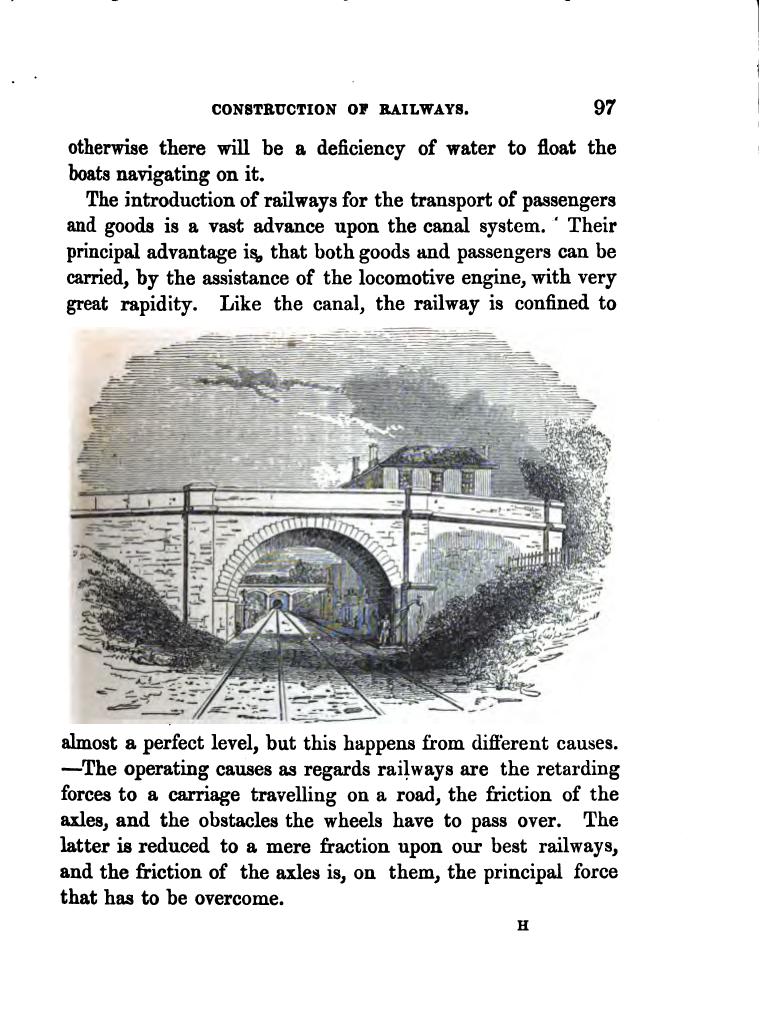 CONSTRUCTION OF RAILWAYS. 97
otherwise there will be a deficiency of water to float the
boats navigating on it.
The introduction of railways for the transport of passengers
and goods is a vast advance upon the canal system. ‘ Their
principal advantage is, that both goods and passengers can be
carried, by the assistance of the locomotive engine, with very
great rapidity. Like the canal, the railway is confined to
almost a perfect level, but this happens from different causes.
—The operating causes as regards railways are the retarding
forces to a carriage travelling on a road, the friction of the
axles, and the obstacles the wheels have to pass over. The
latter is reduced to a mere fraction upon our best railways,
and the friction of the axles is, on them, the principal force
that has to be overcome.
H